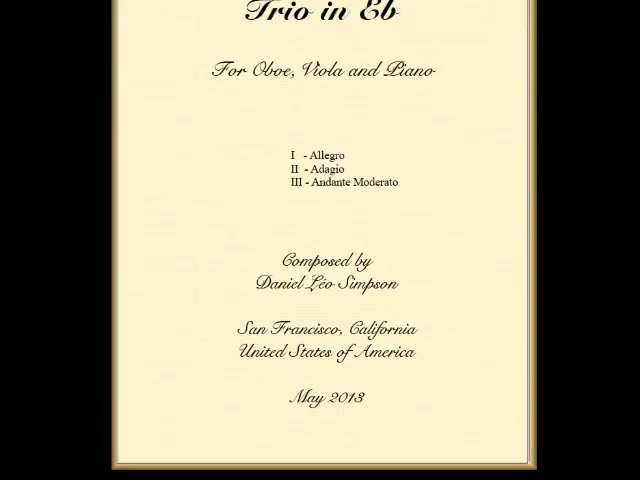 Trio in Eb
For Oboe, Viola and Piano
I - Allegro
II - Adagio
III - Andante Moderato
Composed by
Daniel Léo Simpson
San Francisco, California
United States of America
May 2013